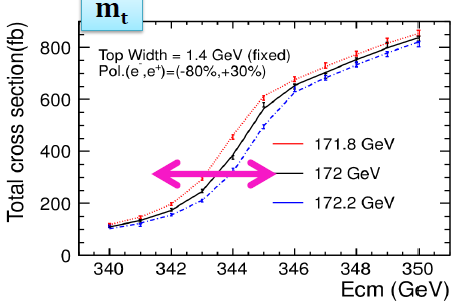 mt
Top Width = 1.4 GeV (fixed)
Pol.(e-,e+)=(-80%,+30%)
Total cross section(fb)
800
600
400
200
0
171.8 GeV
172 GeV
172.2 GeV
340 342 344 346 348 350
Ecm (GeV)